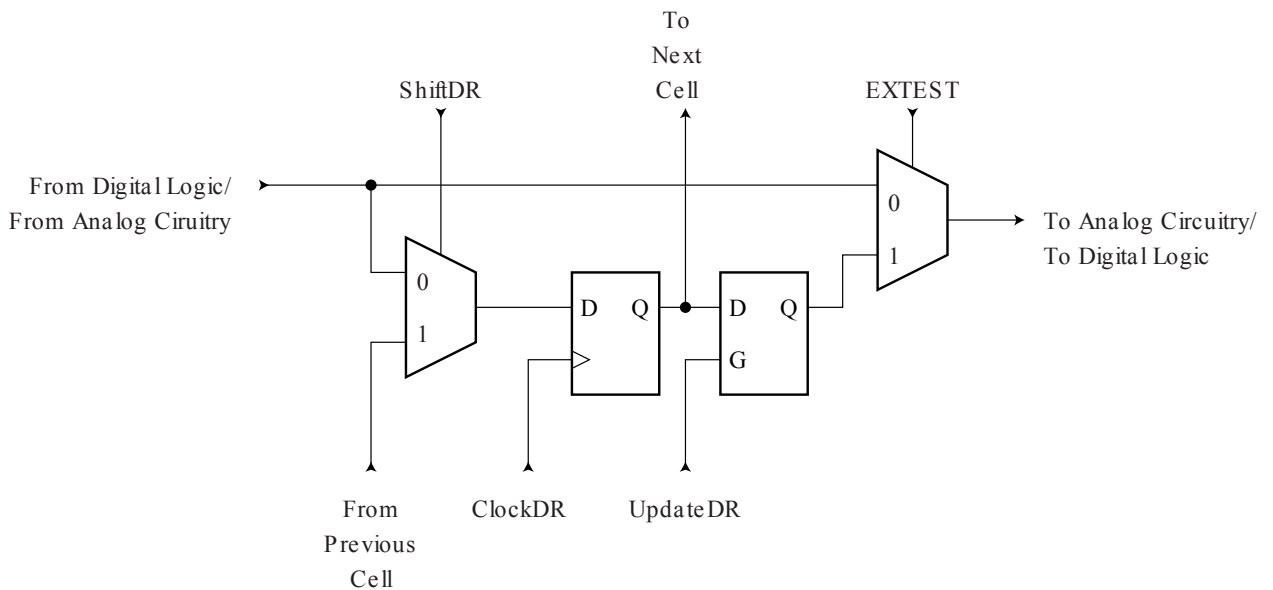 To
Next
Cell
ShiftDR
EXTEST
From Digital Logic/
From Analog Ciruitry
0
1
To Analog Circuitry/
To Digital Logic
0
1
D Q
D Q
G
From
Previous
Cell
ClockDR
UpdateDR